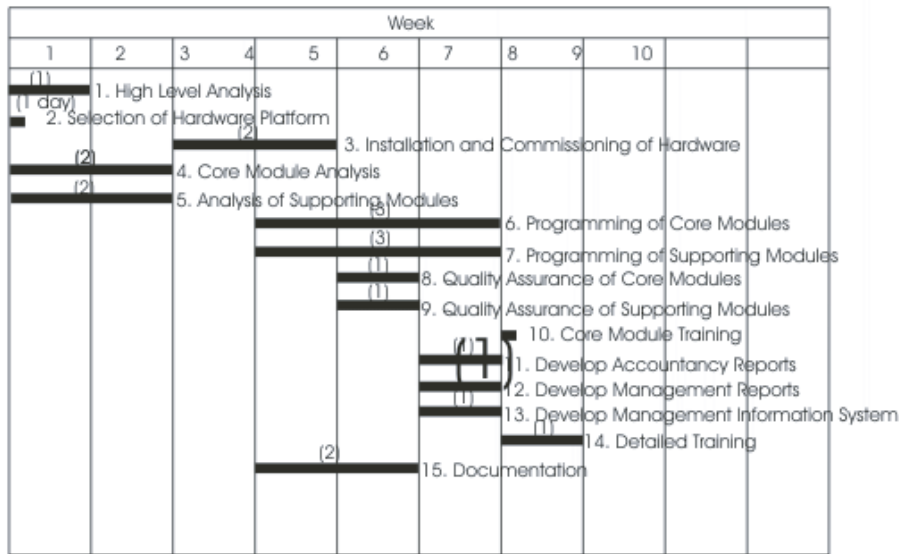 Week
1 2 3 4 5 6 7 8 9 10
(1)
1. High Level Analysis
(1 day)
2. Selection of Hardware Platform
(2)
3. Installation and Commissioning of Hardware
(2)
4. Core Module Analysis
(2)
5. Analysis of Supporting Modules
(3)
6. Programming of Core Modules
(3)
7. Programming of Supporting Modules
(1)
8. Quality Assurance of Core Modules
(1)
9. Quality Assurance of Supporting Modules
10. Core Module Training
(1)
11. Develop Accountancy Reports
(1)
12. Develop Management Reports
(1)
13. Develop Management Information System
(1)
14. Detailed Training
(2)
15. Documentation